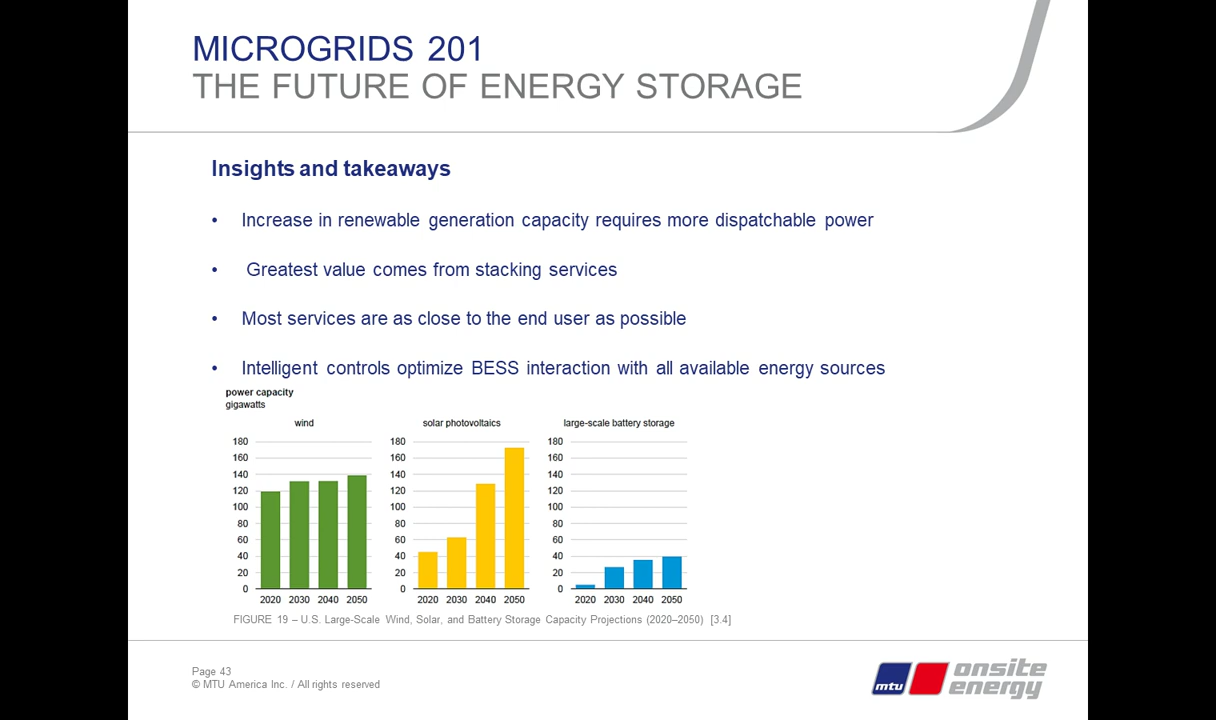 MICROGRIDS 201
THE FUTURE OF ENERGY STORAGE
Insights and takeaways
• Increase in renewable generation capacity requires more dispatchable power
• Greatest value comes from stacking services
• Most services are as close to the end user as possible
• Intelligent controls optimize BESS interaction with all available energy sources
power capacity
gigawatts
wind
180
160
140
120
100
80
60
40
20
0
2020 2030 2040 2050
solar photovoltaics
180
160
140
120
100
80
60
40
20
0
2020 2030 2040 2050
large-scale battery storage
180
160
140
120
100
80
60
40
20
0
2020 2030 2040 2050
FIGURE 19 – U.S. Large-Scale Wind, Solar, and Battery Storage Capacity Projections (2020–2050) [3.4]
Page 43
© MTU America Inc. / All rights reserved
mtu
onsite
energy